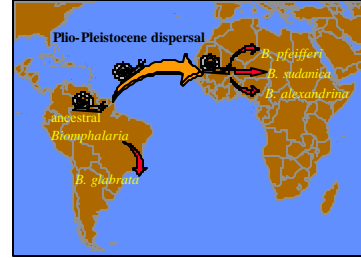 Plio-Pleistocene dispersal
B. pfeifferi
B. sudanica
B. alexandrina
ancestral
Biomphalaria
B. glabrata